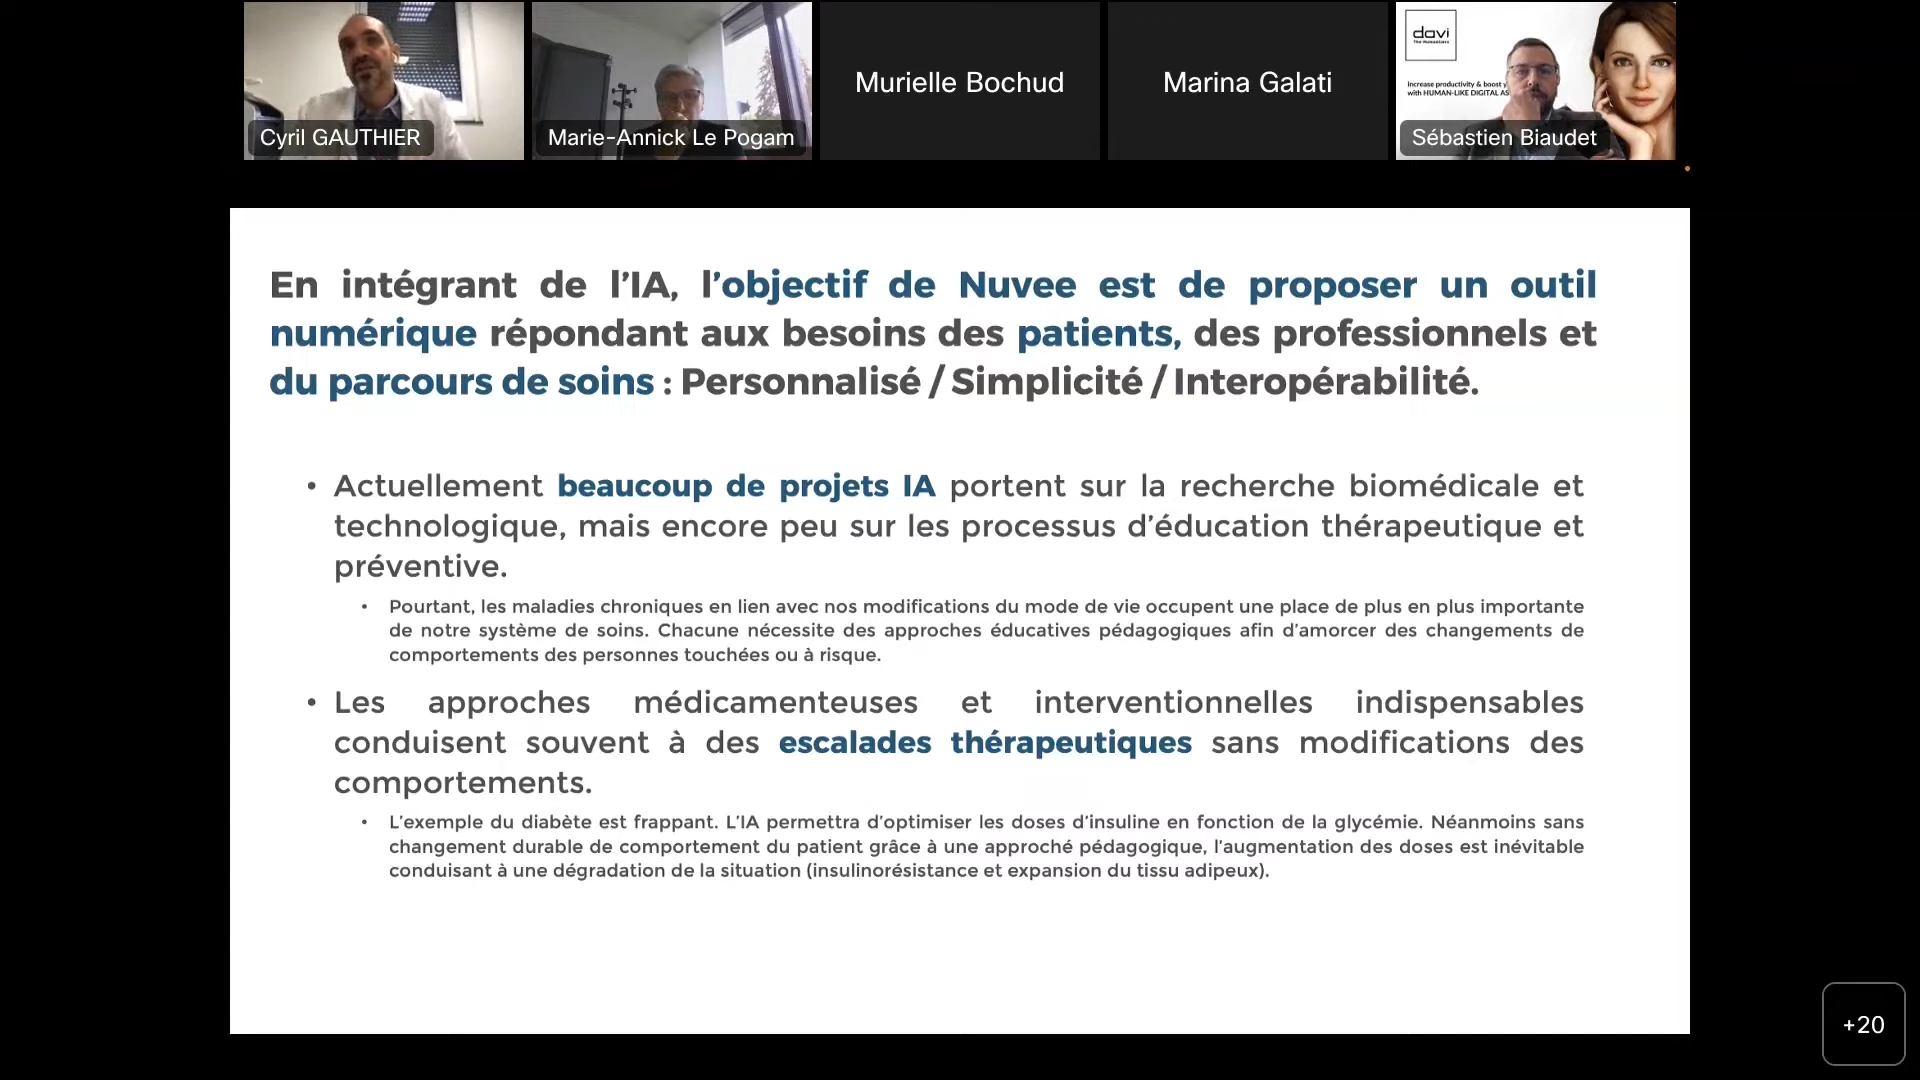 Cyril GAUTHIER
Marie-Annick Le Pogam
Murielle Bochud
Marina Galati
davi
Increase productivity & boost y
with HUMAN-LIKE DIGITAL AS
Sébastien Biaudet
En intégrant de l’IA, l’objectif de Nuvee est de proposer un outil
numérique répondant aux besoins des patients, des professionnels et
du parcours de soins : Personnalisé / Simplicité / Interopérabilité.
• Actuellement beaucoup de projets IA portent sur la recherche biomédicale et
technologique, mais encore peu sur les processus d’éducation thérapeutique et
préventive.
• Pourtant, les maladies chroniques en lien avec nos modifications du mode de vie occupent une place de plus en plus importante
de notre système de soins. Chacune nécessite des approches éducatives pédagogiques afin d’amorcer des changements de
comportements des personnes touchées ou à risque.
• Les approches médicamenteuses et interventionnelles indispensables
conduisent souvent à des escalades thérapeutiques sans modifications des
comportements.
• L’exemple du diabète est frappant. L’IA permettra d’optimiser les doses d’insuline en fonction de la glycémie. Néanmoins sans
changement durable de comportement du patient grâce à une approché pédagogique, l’augmentation des doses est inévitable
conduisant à une dégradation de la situation (insulinorésistance et expansion du tissu adipeux).
+20